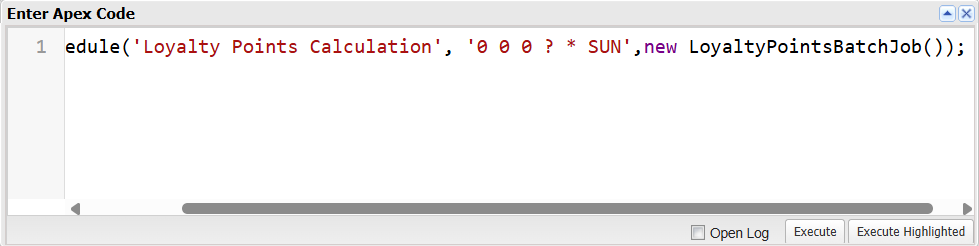 Enter Apex Code
1 edule('Loyalty Points Calculation', '0 0 0 ? * SUN',new LoyaltyPointsBatchJob());
Open Log Execute Execute Highlighted